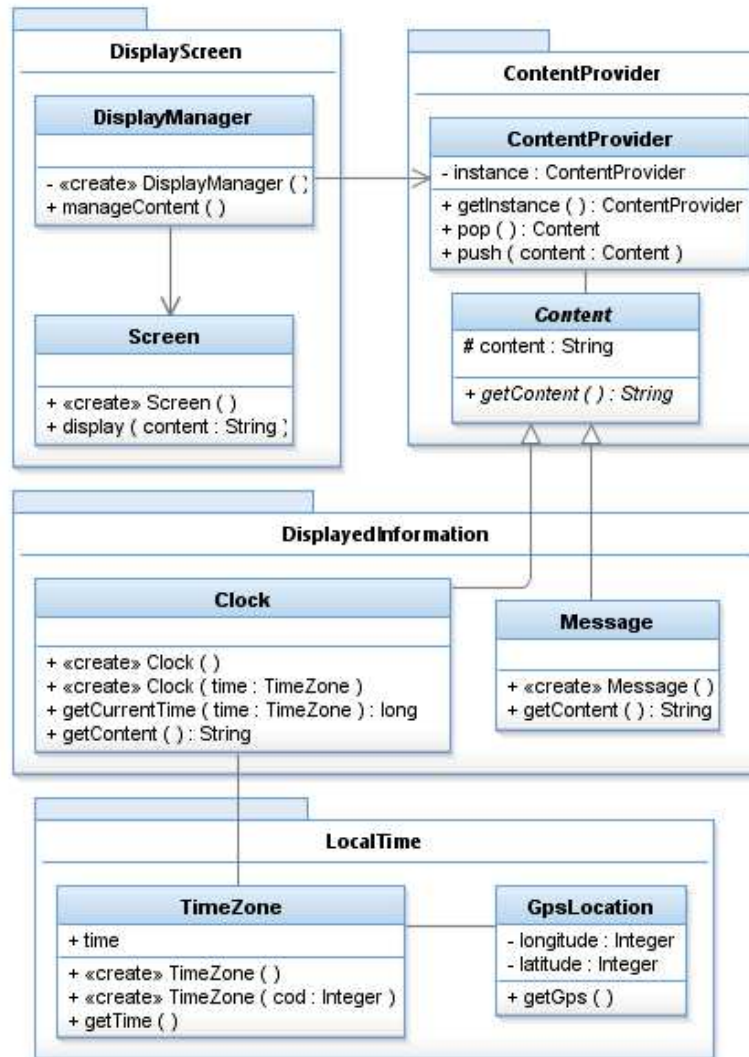 DisplayScreen
DisplayManager
- «create» DisplayManager ( )
+ manageContent ( )
Screen
+ «create» Screen ( )
+ display ( content : String )
ContentProvider
ContentProvider
- instance : ContentProvider
+ getInstance ( ) : ContentProvider
+ pop ( ) : Content
+ push ( content : Content )
Content
# content : String
+ getContent ( ) : String
DisplayedInformation
Clock
+ «create» Clock ( )
+ «create» Clock ( time : TimeZone )
+ getCurrentTime ( time : TimeZone ) : long
+ getContent ( ) : String
Message
+ «create» Message ( )
+ getContent ( ) : String
LocalTime
TimeZone
+ time
+ «create» TimeZone ( )
+ «create» TimeZone ( cod : Integer )
+ getTime ( )
GpsLocation
- longitude : Integer
- latitude : Integer
+ getGps ( )